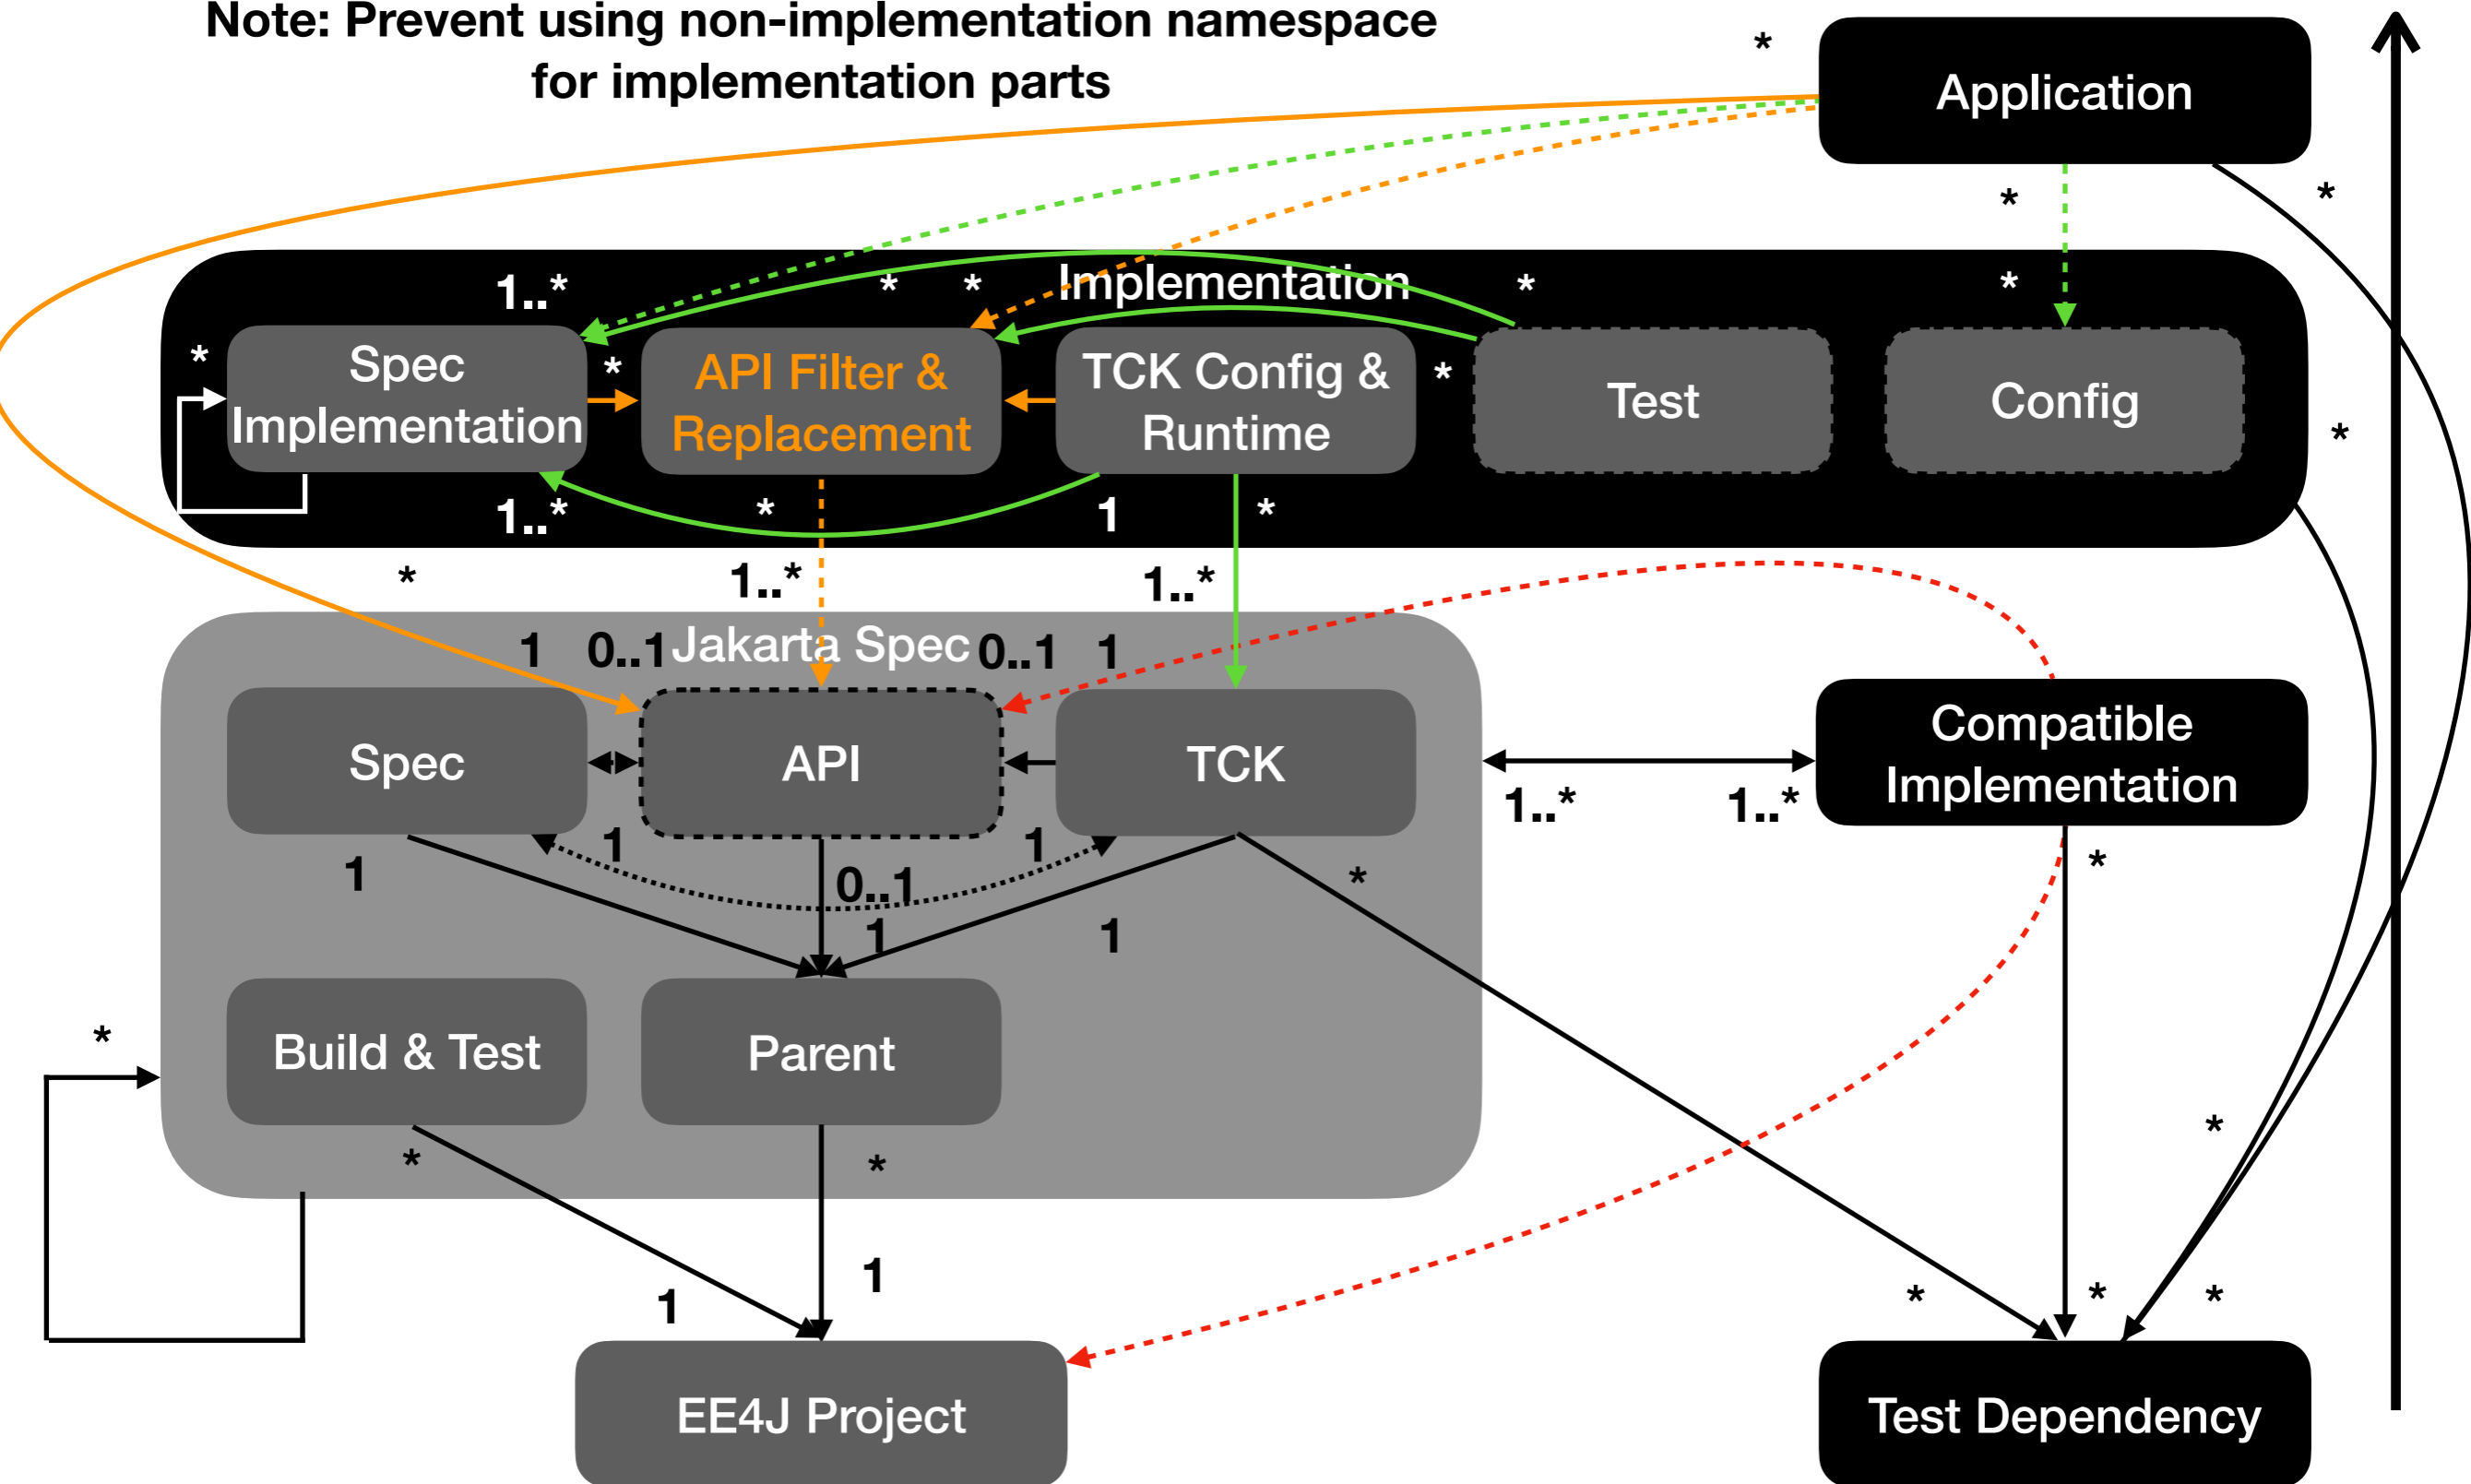 Note: Prevent using non-implementation namespace
for implementation parts
*
Application
*
*
1..*
*
*
Implementation
*
*
*
Spec
Implementation
*
API Filter &
Replacement
TCK Config &
Runtime
*
Test
Config
*
1..*
*
1
*
*
1..*
1..*
1
0..1
Jakarta Spec
0..1
1
Spec
API
TCK
Compatible
Implementation
1..*
1..*
1
1
1
0..1
*
*
1
1
*
Build & Test
Parent
*
*
*
1
1
*
*
*
EE4J Project
Test Dependency